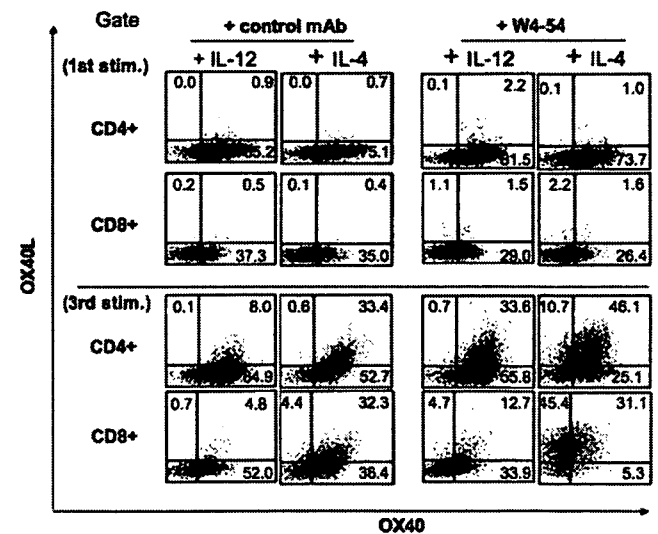 Gate + control mAb + W4-54
(1st stim.) + IL-12 + IL-4 + IL-12 + IL-4
0.0 0.9 0.0 0.7 0.1 2.2 0.1 1.0
CD4+
75.1 73.7
0.2 0.5 0.1 0.4 1.1 1.5 2.2 1.6
CD8+
37.3 35.0 29.0 26.4
OX40L
(3rd stim.) 0.1 8.0 0.6 33.4 0.7 33.6 10.7 46.1
CD4+
52.7 55.8 25.1
0.7 4.8 4.4 32.3 4.7 12.7 45.4 31.1
CD8+
52.0 38.4 33.9 5.3
OX40